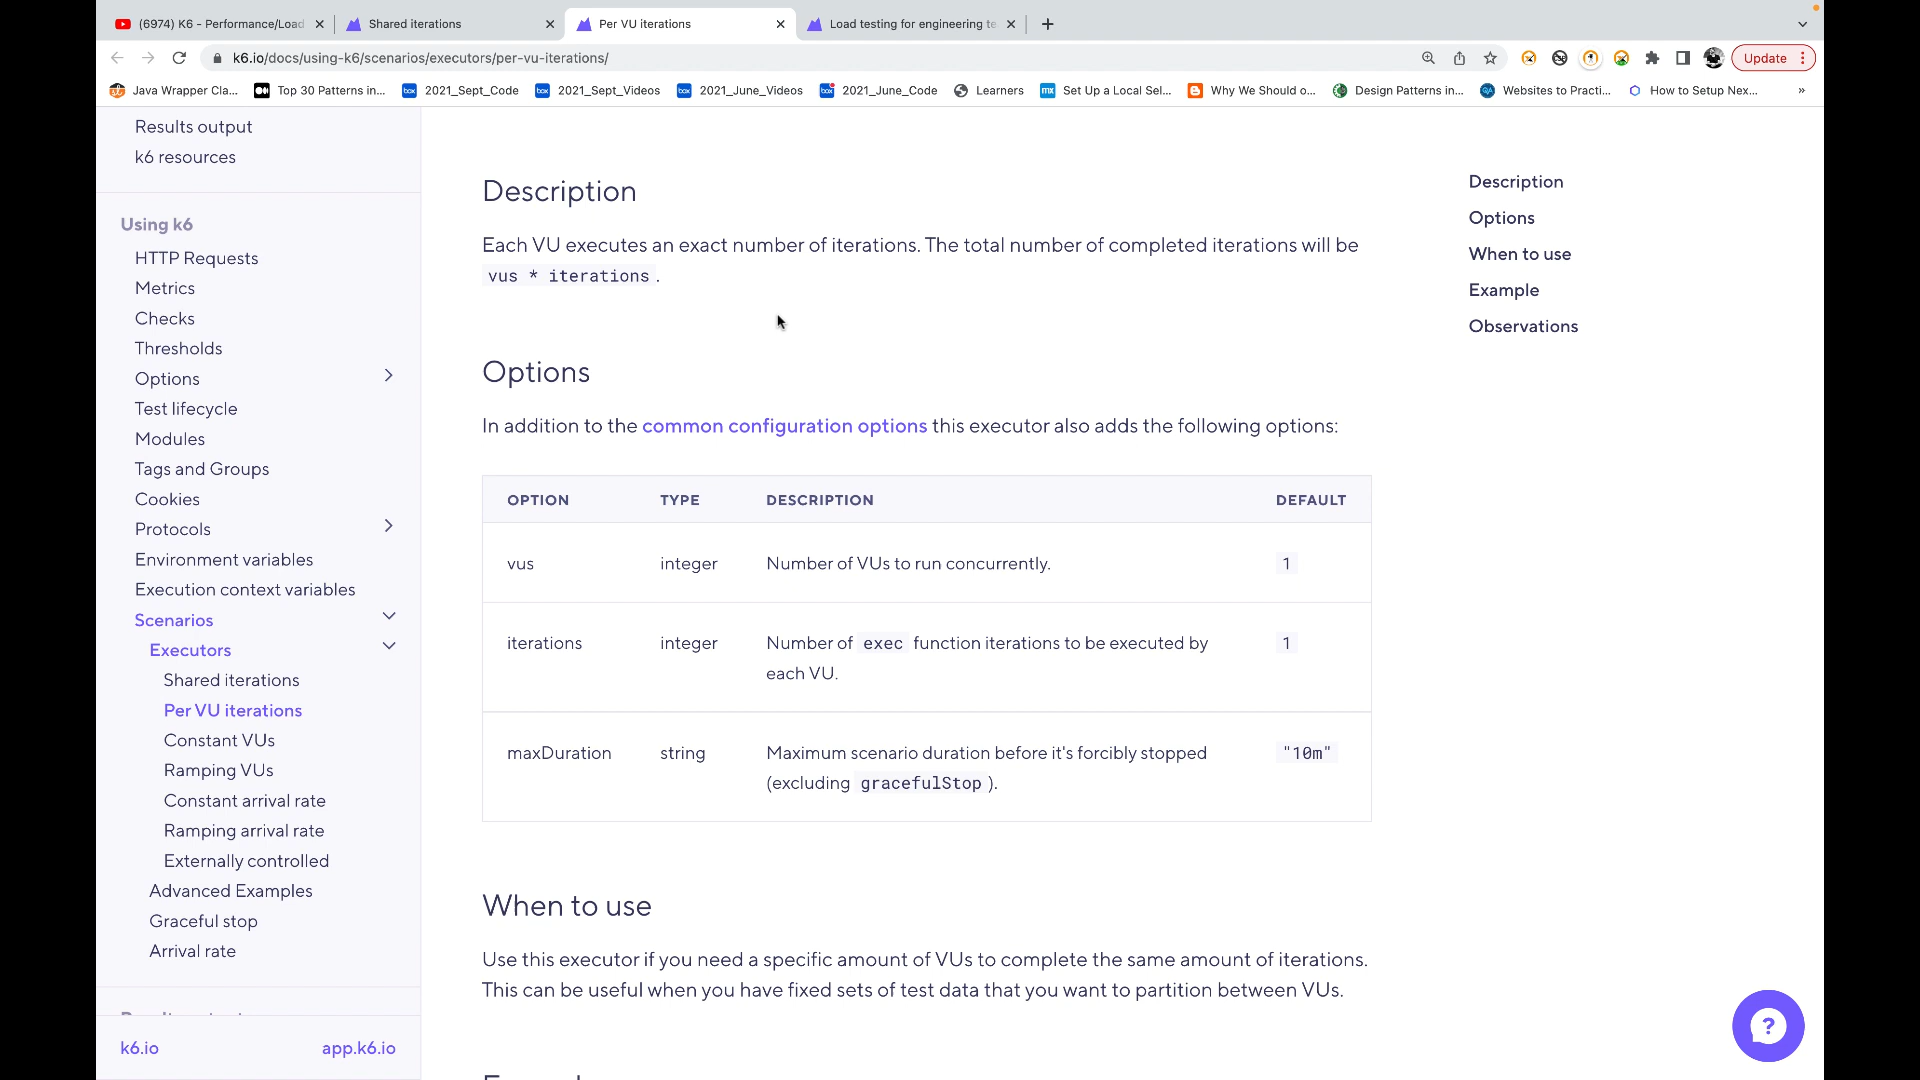 (6974) K6 - Performance/Load
Shared iterations
Per VU iterations
Load testing for engineering te
k6.io/docs/using-k6/scenarios/executors/per-vu-iterations/
Update
Java Wrapper Cla...
Top 30 Patterns in...
2021_Sept_Code
2021_Sept_Videos
2021_June_Videos
2021_June_Code
Learners
Set Up a Local Sel...
Why We Should o...
Design Patterns in...
Websites to Practi...
How to Setup Nex...
»
Results output
k6 resources
Using k6
HTTP Requests
Metrics
Checks
Thresholds
Options
Test lifecycle
Modules
Tags and Groups
Cookies
Protocols
Environment variables
Execution context variables
Scenarios
Executors
Shared iterations
Per VU iterations
Constant VUs
Ramping VUs
Constant arrival rate
Ramping arrival rate
Externally controlled
Advanced Examples
Graceful stop
Arrival rate
k6.io
app.k6.io
Description
Each VU executes an exact number of iterations. The total number of completed iterations will be
vus * iterations .
Options
In addition to the common configuration options this executor also adds the following options:
OPTION TYPE DESCRIPTION DEFAULT
vus integer Number of VUs to run concurrently. 1
iterations integer Number of exec function iterations to be executed by 1
each VU.
maxDuration string Maximum scenario duration before it's forcibly stopped "10m"
(excluding gracefulStop ).
When to use
Use this executor if you need a specific amount of VUs to complete the same amount of iterations.
This can be useful when you have fixed sets of test data that you want to partition between VUs.
Description
Options
When to use
Example
Observations
?